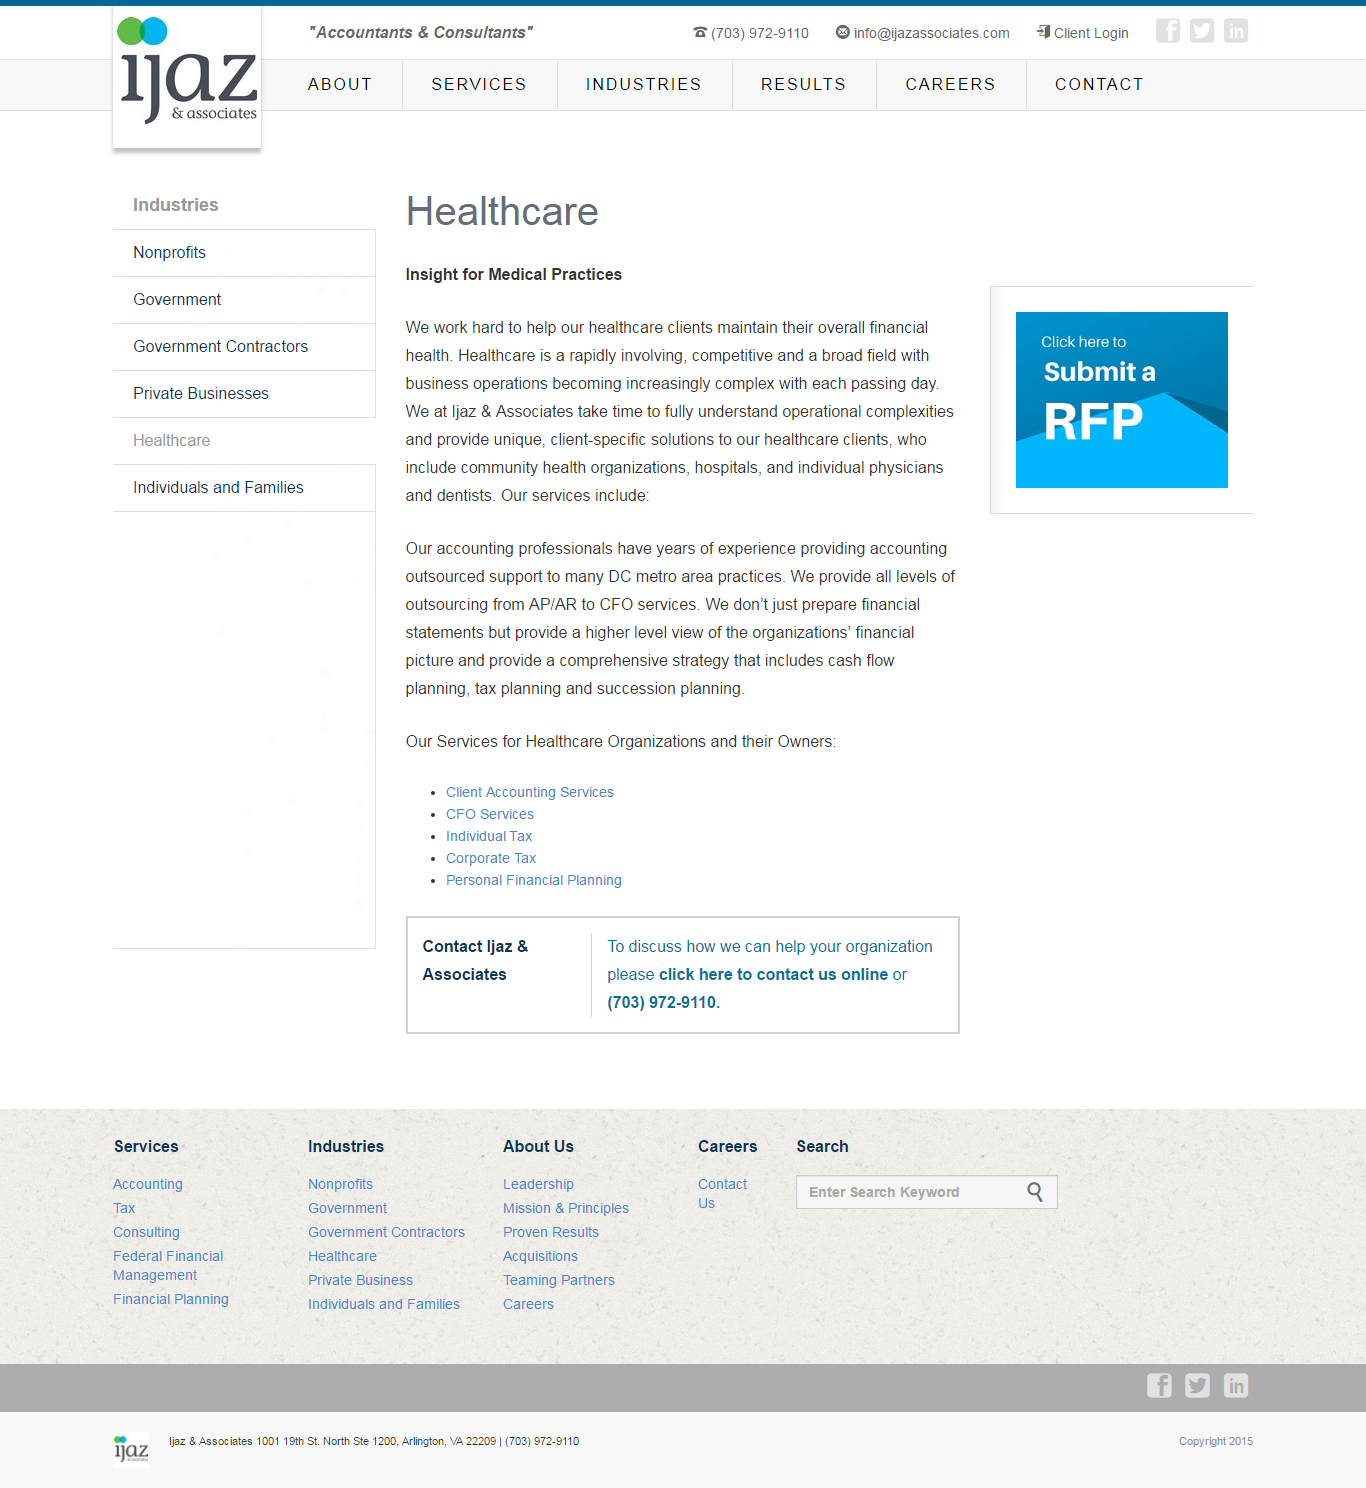 "Accountants & Consultants"
(703) 972-9110
info@ijazassociates.com
Client Login
ijaz
& associates
ABOUT
SERVICES
INDUSTRIES
RESULTS
CAREERS
CONTACT
Industries
Nonprofits
Government
Government Contractors
Private Businesses
Healthcare
Individuals and Families
Healthcare
Insight for Medical Practices
We work hard to help our healthcare clients maintain their overall financial
health. Healthcare is a rapidly involving, competitive and a broad field with
business operations becoming increasingly complex with each passing day.
We at Ijaz & Associates take time to fully understand operational complexities
and provide unique, client-specific solutions to our healthcare clients, who
include community health organizations, hospitals, and individual physicians
and dentists. Our services include:
Our accounting professionals have years of experience providing accounting
outsourced support to many DC metro area practices. We provide all levels of
outsourcing from AP/AR to CFO services. We don’t just prepare financial
statements but provide a higher level view of the organizations’ financial
picture and provide a comprehensive strategy that includes cash flow
planning, tax planning and succession planning.
Our Services for Healthcare Organizations and their Owners:
Client Accounting Services
CFO Services
Individual Tax
Corporate Tax
Personal Financial Planning
Contact Ijaz &
Associates
To discuss how we can help your organization
please click here to contact us online or
(703) 972-9110.
Click here to
Submit a
RFP
Services
Accounting
Tax
Consulting
Federal Financial
Management
Financial Planning
Industries
Nonprofits
Government
Government Contractors
Healthcare
Private Business
Individuals and Families
About Us
Leadership
Mission & Principles
Proven Results
Acquisitions
Teaming Partners
Careers
Careers
Contact
Us
Search
Enter Search Keyword
ijaz
& associates
Ijaz & Associates 1001 19th St. North Ste 1200, Arlington, VA 22209 | (703) 972-9110
Copyright 2015